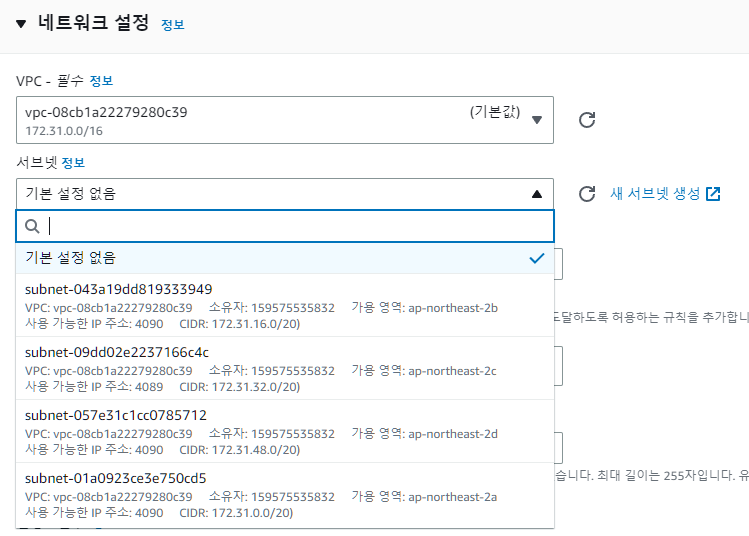 네트워크 설정 정보
VPC - 필수 정보
vpc-08cb1a22279280c39 (기본값)
172.31.0.0/16
서브넷 정보
기본 설정 없음
새 서브넷 생성
기본 설정 없음
subnet-043a19dd819333949
VPC: vpc-08cb1a22279280c39 소유자: 159575535832 가용 영역: ap-northeast-2b
사용 가능한 IP 주소: 4090 CIDR: 172.31.16.0/20)
도달하도록 허용하는 규칙을 추가합니
subnet-09dd02e2237166c4c
VPC: vpc-08cb1a22279280c39 소유자: 159575535832 가용 영역: ap-northeast-2c
사용 가능한 IP 주소: 4089 CIDR: 172.31.32.0/20)
subnet-057e31c1cc0785712
VPC: vpc-08cb1a22279280c39 소유자: 159575535832 가용 영역: ap-northeast-2d
사용 가능한 IP 주소: 4090 CIDR: 172.31.48.0/20)
subnet-01a0923ce3e750cd5
습니다. 최대 길이는 255자입니다. 유
VPC: vpc-08cb1a22279280c39 소유자: 159575535832 가용 영역: ap-northeast-2a
사용 가능한 IP 주소: 4090 CIDR: 172.31.0.0/20)